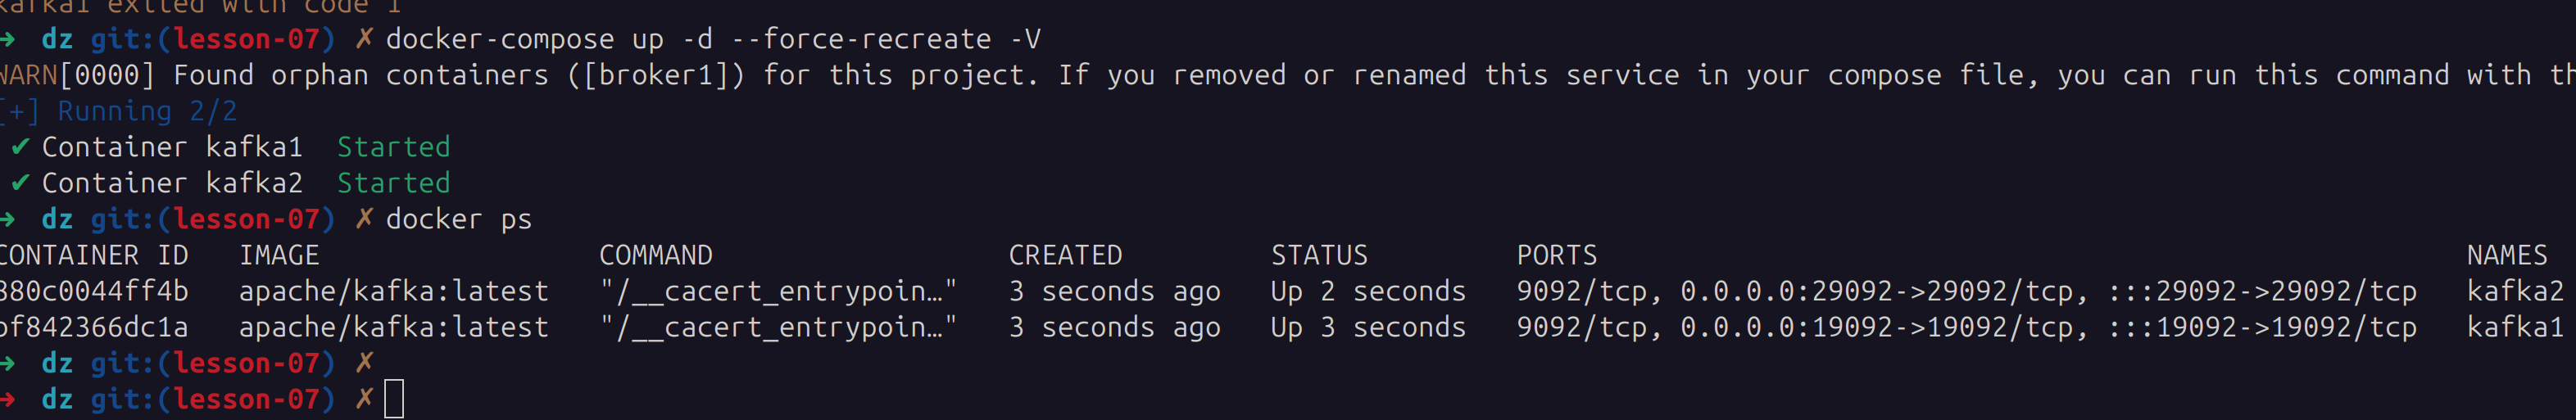 kafka1 exited with code 1
→ dz git:(lesson-07) ✗ docker-compose up -d --force-recreate -V
WARN[0000] Found orphan containers ([broker1]) for this project. If you removed or renamed this service in your compose file, you can run this command with
[+] Running 2/2
✔ Container kafka1 Started
✔ Container kafka2 Started
→ dz git:(lesson-07) ✗ docker ps
CONTAINER ID IMAGE COMMAND CREATED STATUS PORTS NAMES
880c0044ff4b apache/kafka:latest "/__cacert_entrypoin…" 3 seconds ago Up 2 seconds 9092/tcp, 0.0.0.0:29092->29092/tcp, :::29092->29092/tcp kafka2
bf842366dc1a apache/kafka:latest "/__cacert_entrypoin…" 3 seconds ago Up 3 seconds 9092/tcp, 0.0.0.0:19092->19092/tcp, :::19092->19092/tcp kafka1
→ dz git:(lesson-07) ✗
→ dz git:(lesson-07) ✗